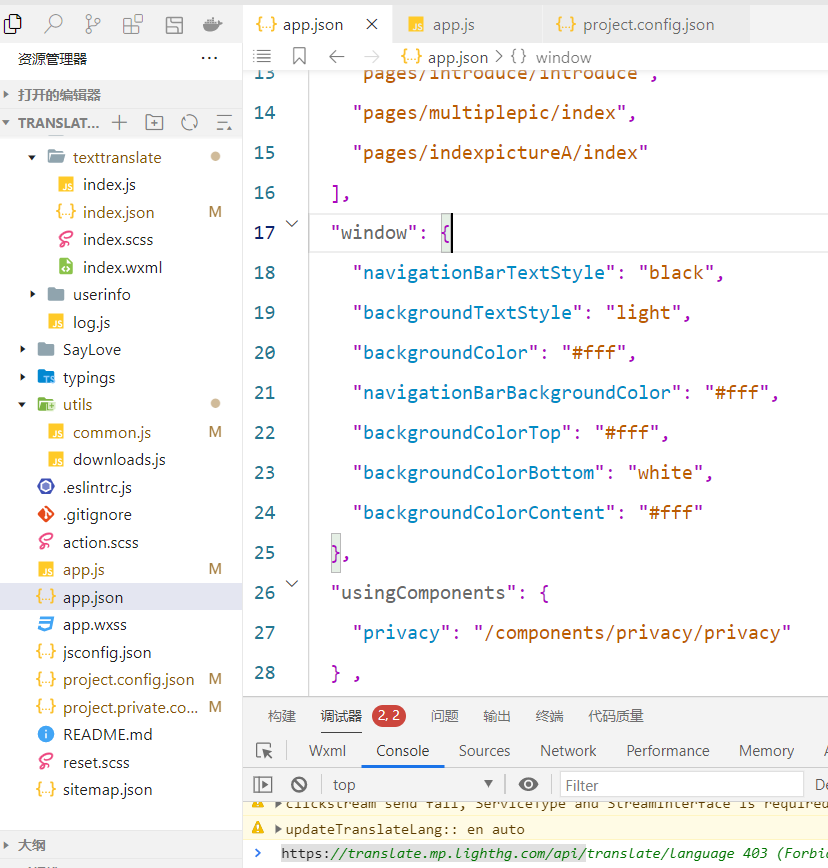 app.json
app.js
project.config.json
资源管理器
app.json
window
打开的编辑器
TRANSLAT...
texttranslate
index.js
index.json M
index.scss
index.wxml
userinfo
log.js
SayLove
typings
utils
common.js M
downloads.js
.eslintrc.js
.gitignore
action.scss
app.js M
app.json
app.wxss
jsconfig.json
project.config.json M
project.private.co... M
README.md
reset.scss
sitemap.json
大纲
13 "pages/introduce/introduce",
14 "pages/multiplepic/index",
15 "pages/indexpictureA/index"
16 ],
17 "window": {
18 "navigationBarTextStyle": "black",
19 "backgroundTextStyle": "light",
20 "backgroundColor": "#fff",
21 "navigationBarBackgroundColor": "#fff",
22 "backgroundColorTop": "#fff",
23 "backgroundColorBottom": "white",
24 "backgroundColorContent": "#fff"
25 },
26 "usingComponents": {
27 "privacy": "/components/privacy/privacy"
28 } ,
构建 调试器 2, 2 问题 输出 终端 代码质量
Wxml Console Sources Network Performance Memory
top Filter De
clickstream send fail, ServiceType and StreamInterface is required
updateTranslateLang:: en auto
https://translate.mp.lighthg.com/api/translate/language 403 (Forbi